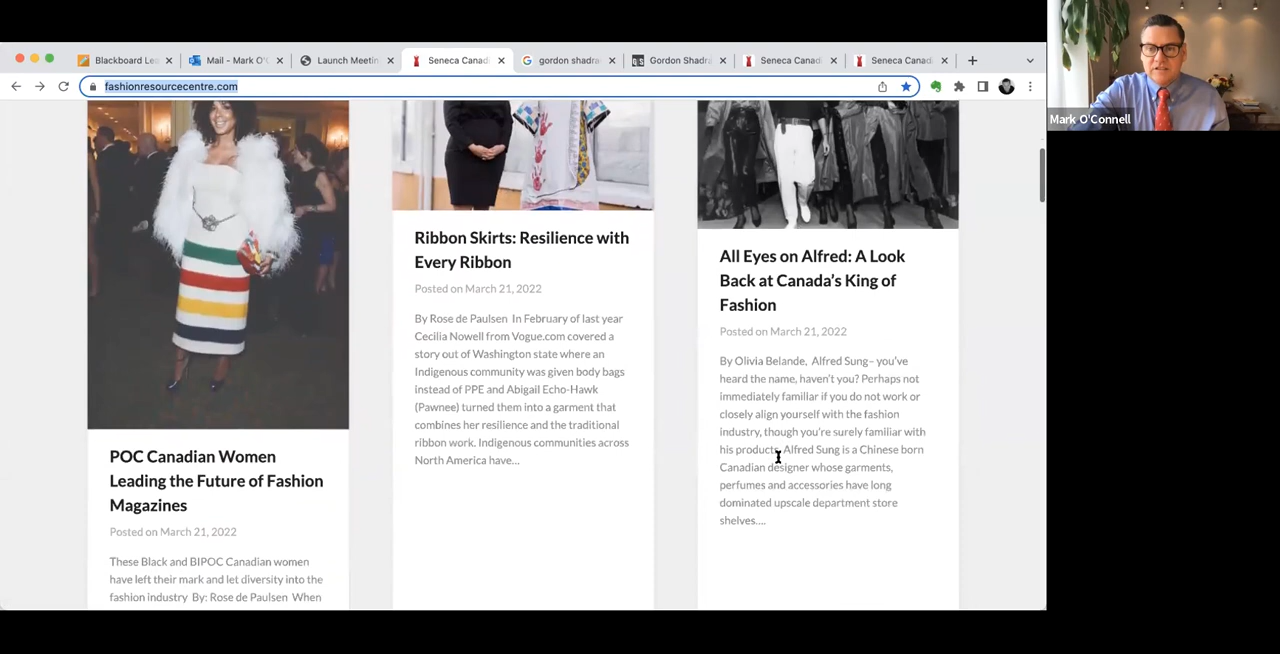 Blackboard Le
Mail - Mark O'
Launch Meetin
Seneca Canad
gordon shadra
Gordon Shadr
Seneca Canad
Seneca Canad
fashionresourcecentre.com
Mark O'Connell
POC Canadian Women
Leading the Future of Fashion
Magazines
Posted on March 21, 2022
These Black and BIPOC Canadian women
have left their mark and let diversity into the
fashion industry By: Rose de Paulsen When
Ribbon Skirts: Resilience with
Every Ribbon
Posted on March 21, 2022
By Rose de Paulsen In February of last year
Cecilia Nowell from Vogue.com covered a
story out of Washington state where an
Indigenous community was given body bags
instead of PPE and Abigail Echo-Hawk
(Pawnee) turned them into a garment that
combines her resilience and the traditional
ribbon work. Indigenous communities across
North America have...
All Eyes on Alfred: A Look
Back at Canada's King of
Fashion
Posted on March 21, 2022
By Olivia Belande, Alfred Sung– you've
heard the name, haven't you? Perhaps not
immediately familiar if you do not work or
closely align yourself with the fashion
industry, though you're surely familiar with
his products. Alfred Sung is a Chinese born
Canadian designer whose garments,
perfumes and accessories have long
dominated upscale department store
shelves....